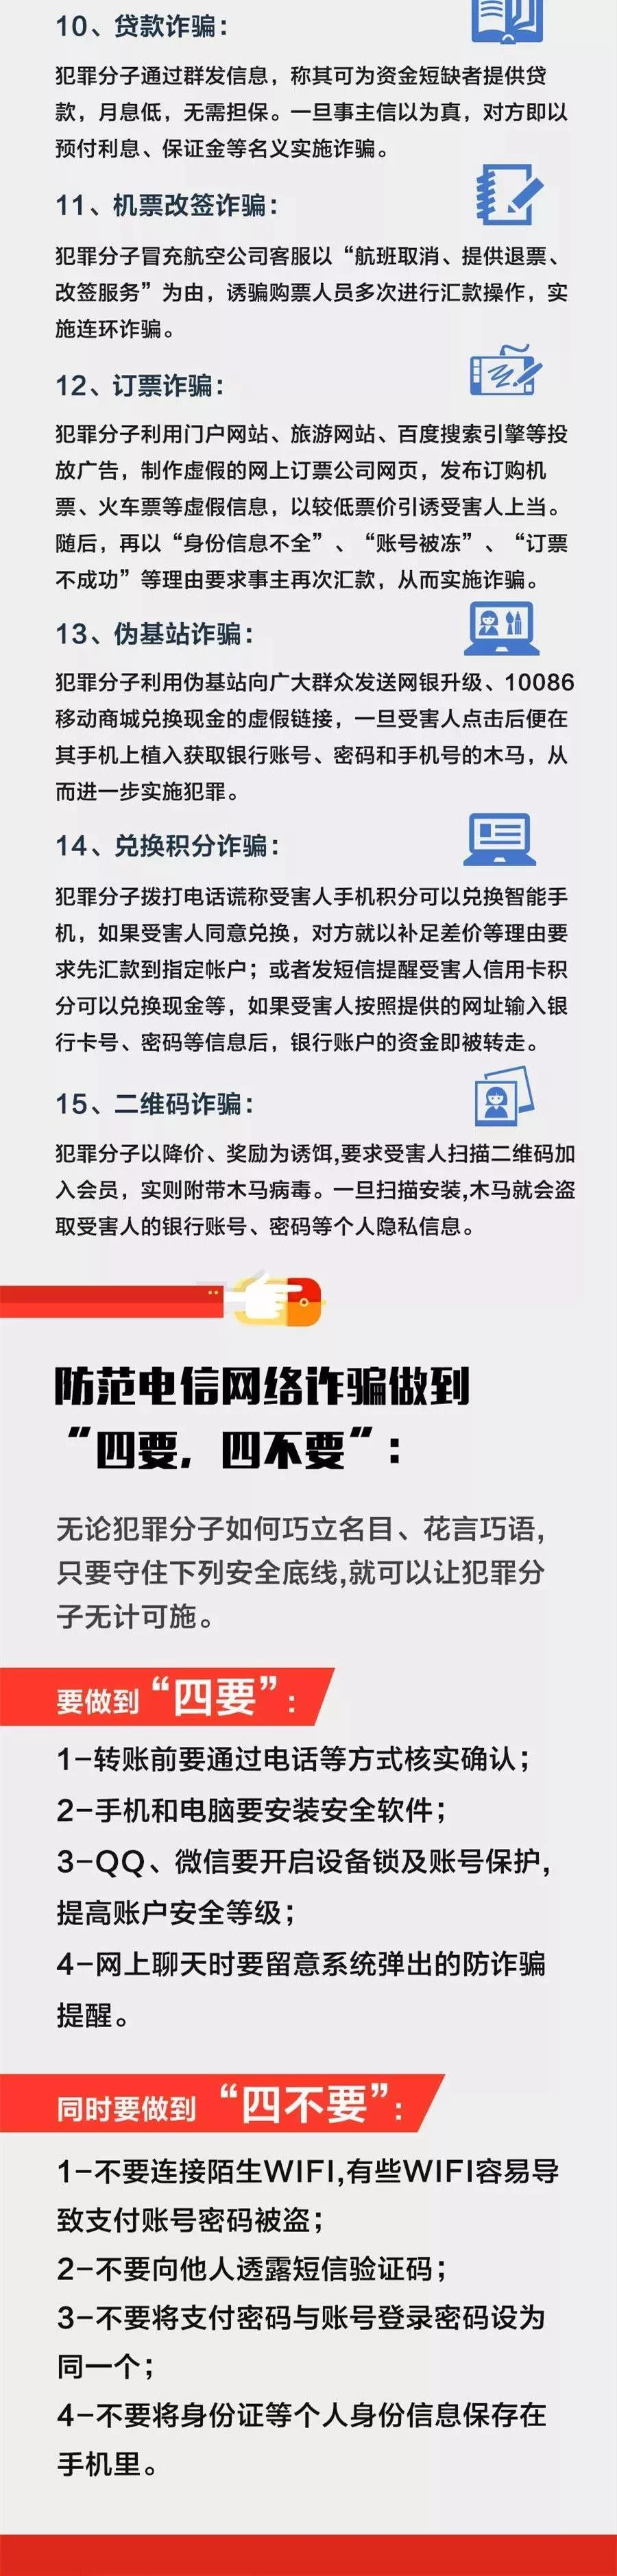 10、贷款诈骗：
犯罪分子通过群发信息，称其可为资金短缺者提供贷
款，月息低，无需担保。一旦事主信以为真，对方即以
预付利息、保证金等名义实施诈骗。
11、机票改签诈骗：
犯罪分子冒充航空公司客服以“航班取消、提供退票、
改签服务”为由，诱骗购票人员多次进行汇款操作，实
施连环诈骗。
12、订票诈骗：
犯罪分子利用门户网站、旅游网站、百度搜索引擎等投
放广告，制作虚假的网上订票公司网页，发布订购机
票、火车票等虚假信息，以较低票价引诱受害人上当。
随后，再以“身份信息不全”、“账号被冻”、“订票
不成功”等理由要求事主再次汇款，从而实施诈骗。
13、伪基站诈骗：
犯罪分子利用伪基站向广大群众发送网银升级、10086
移动商城兑换现金的虚假链接，一旦受害人点击后便在
其手机上植入获取银行账号、密码和手机号的木马，从
而进一步实施犯罪。
14、兑换积分诈骗：
犯罪分子拨打电话谎称受害人手机积分可以兑换智能手
机，如果受害人同意兑换，对方就以补足差价等理由要
求先汇款到指定帐户；或者发短信提醒受害人信用卡积
分可以兑换现金等，如果受害人按照提供的网址输入银
行卡号、密码等信息后，银行账户的资金即被转走。
15、二维码诈骗：
犯罪分子以降价、奖励为诱饵,要求受害人扫描二维码加
入会员，实则附带木马病毒。一旦扫描安装,木马就会盗
取受害人的银行账号、密码等个人隐私信息。
防范电信网络诈骗做到
“四要，四不要”：
无论犯罪分子如何巧立名目、花言巧语,
只要守住下列安全底线,就可以让犯罪分
子无计可施。
要做到“四要”：
1-转账前要通过电话等方式核实确认；
2-手机和电脑要安装安全软件；
3-QQ、微信要开启设备锁及账号保护，
提高账户安全等级；
4-网上聊天时要留意系统弹出的防诈骗
提醒。
同时要做到“四不要”：
1-不要连接陌生WIFI,有些WIFI容易导
致支付账号密码被盗；
2-不要向他人透露短信验证码；
3-不要将支付密码与账号登录密码设为
同一个；
4-不要将身份证等个人身份信息保存在
手机里。